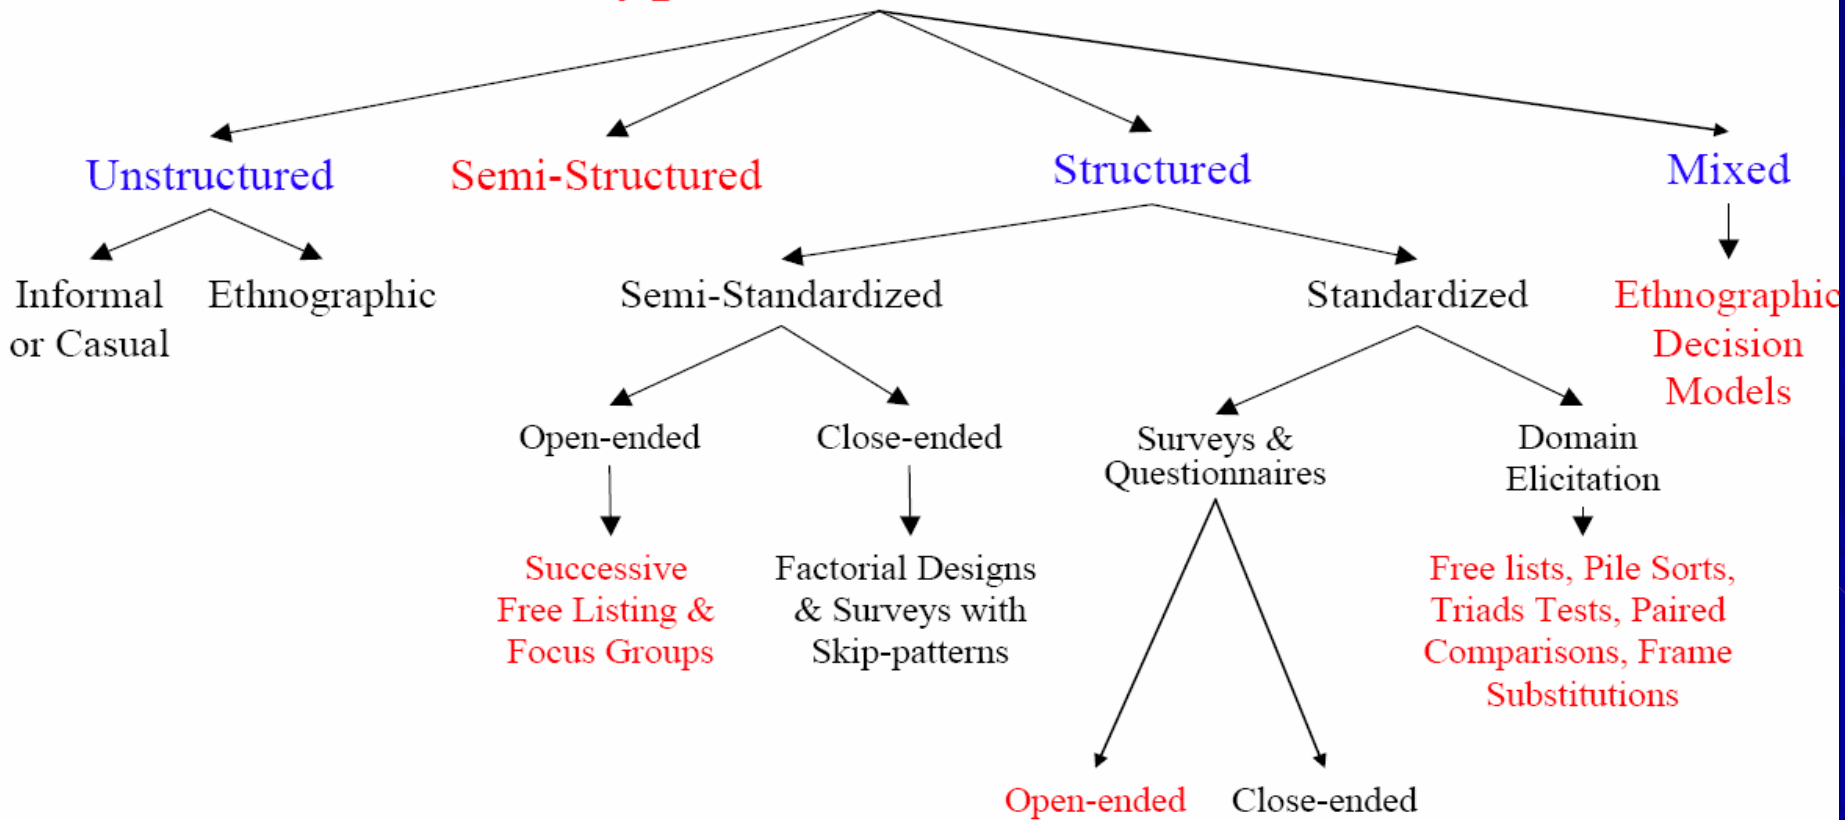 Unstructured
Semi-Structured
Structured
Mixed
Informal
or Casual
Ethnographic
Semi-Standardized
Standardized
Ethnographic
Decision
Models
Open-ended
Close-ended
Surveys &
Questionnaires
Domain
Elicitation
Successive
Free Listing &
Focus Groups
Factorial Designs
& Surveys with
Skip-patterns
Free lists, Pile Sorts,
Triads Tests, Paired
Comparisons, Frame
Substitutions
Open-ended
Close-ended